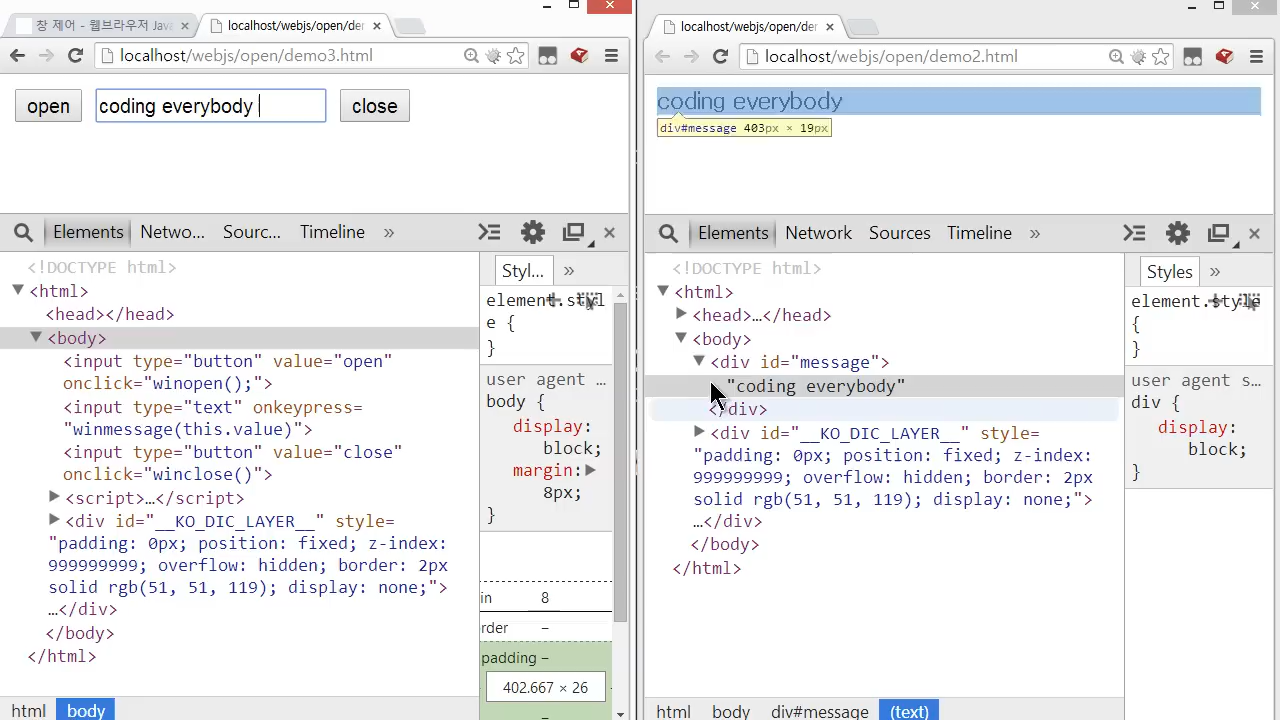 창 제어 - 웹브라우저 Java
localhost/webjs/open/der
localhost/webjs/open/demo3.html
open
coding everybody
close
Elements
Netwo…
Sourc…
Timeline
»
<!DOCTYPE html>
<html>
<head></head>
<body>
<input type="button" value="open"
onclick="winopen();">
<input type="text" onkeypress=
"winmessage(this.value)">
<input type="button" value="close"
onclick="winclose()">
<script>…</script>
<div id="__KO_DIC_LAYER__" style=
"padding: 0px; position: fixed; z-index:
999999999; overflow: hidden; border: 2px
solid rgb(51, 51, 119); display: none;">
…</div>
</body>
</html>
html
body
Styl…
»
element.styl
e {
}
user agent …
body {
display:
block;
margin:
8px;
}
in 8
rder –
padding –
402.667 × 26
–
localhost/webjs/open/der
localhost/webjs/open/demo2.html
coding everybody
div#message 403px × 19px
Elements
Network
Sources
Timeline
»
<!DOCTYPE html>
<html>
<head>…</head>
<body>
<div id="message">
"coding everybody"
</div>
<div id="__KO_DIC_LAYER__" style=
"padding: 0px; position: fixed; z-index:
999999999; overflow: hidden; border: 2px
solid rgb(51, 51, 119); display: none;">
…</div>
</body>
</html>
html
body
div#message
(text)
Styles
»
element.style
{
}
user agent s…
div {
display:
block;
}